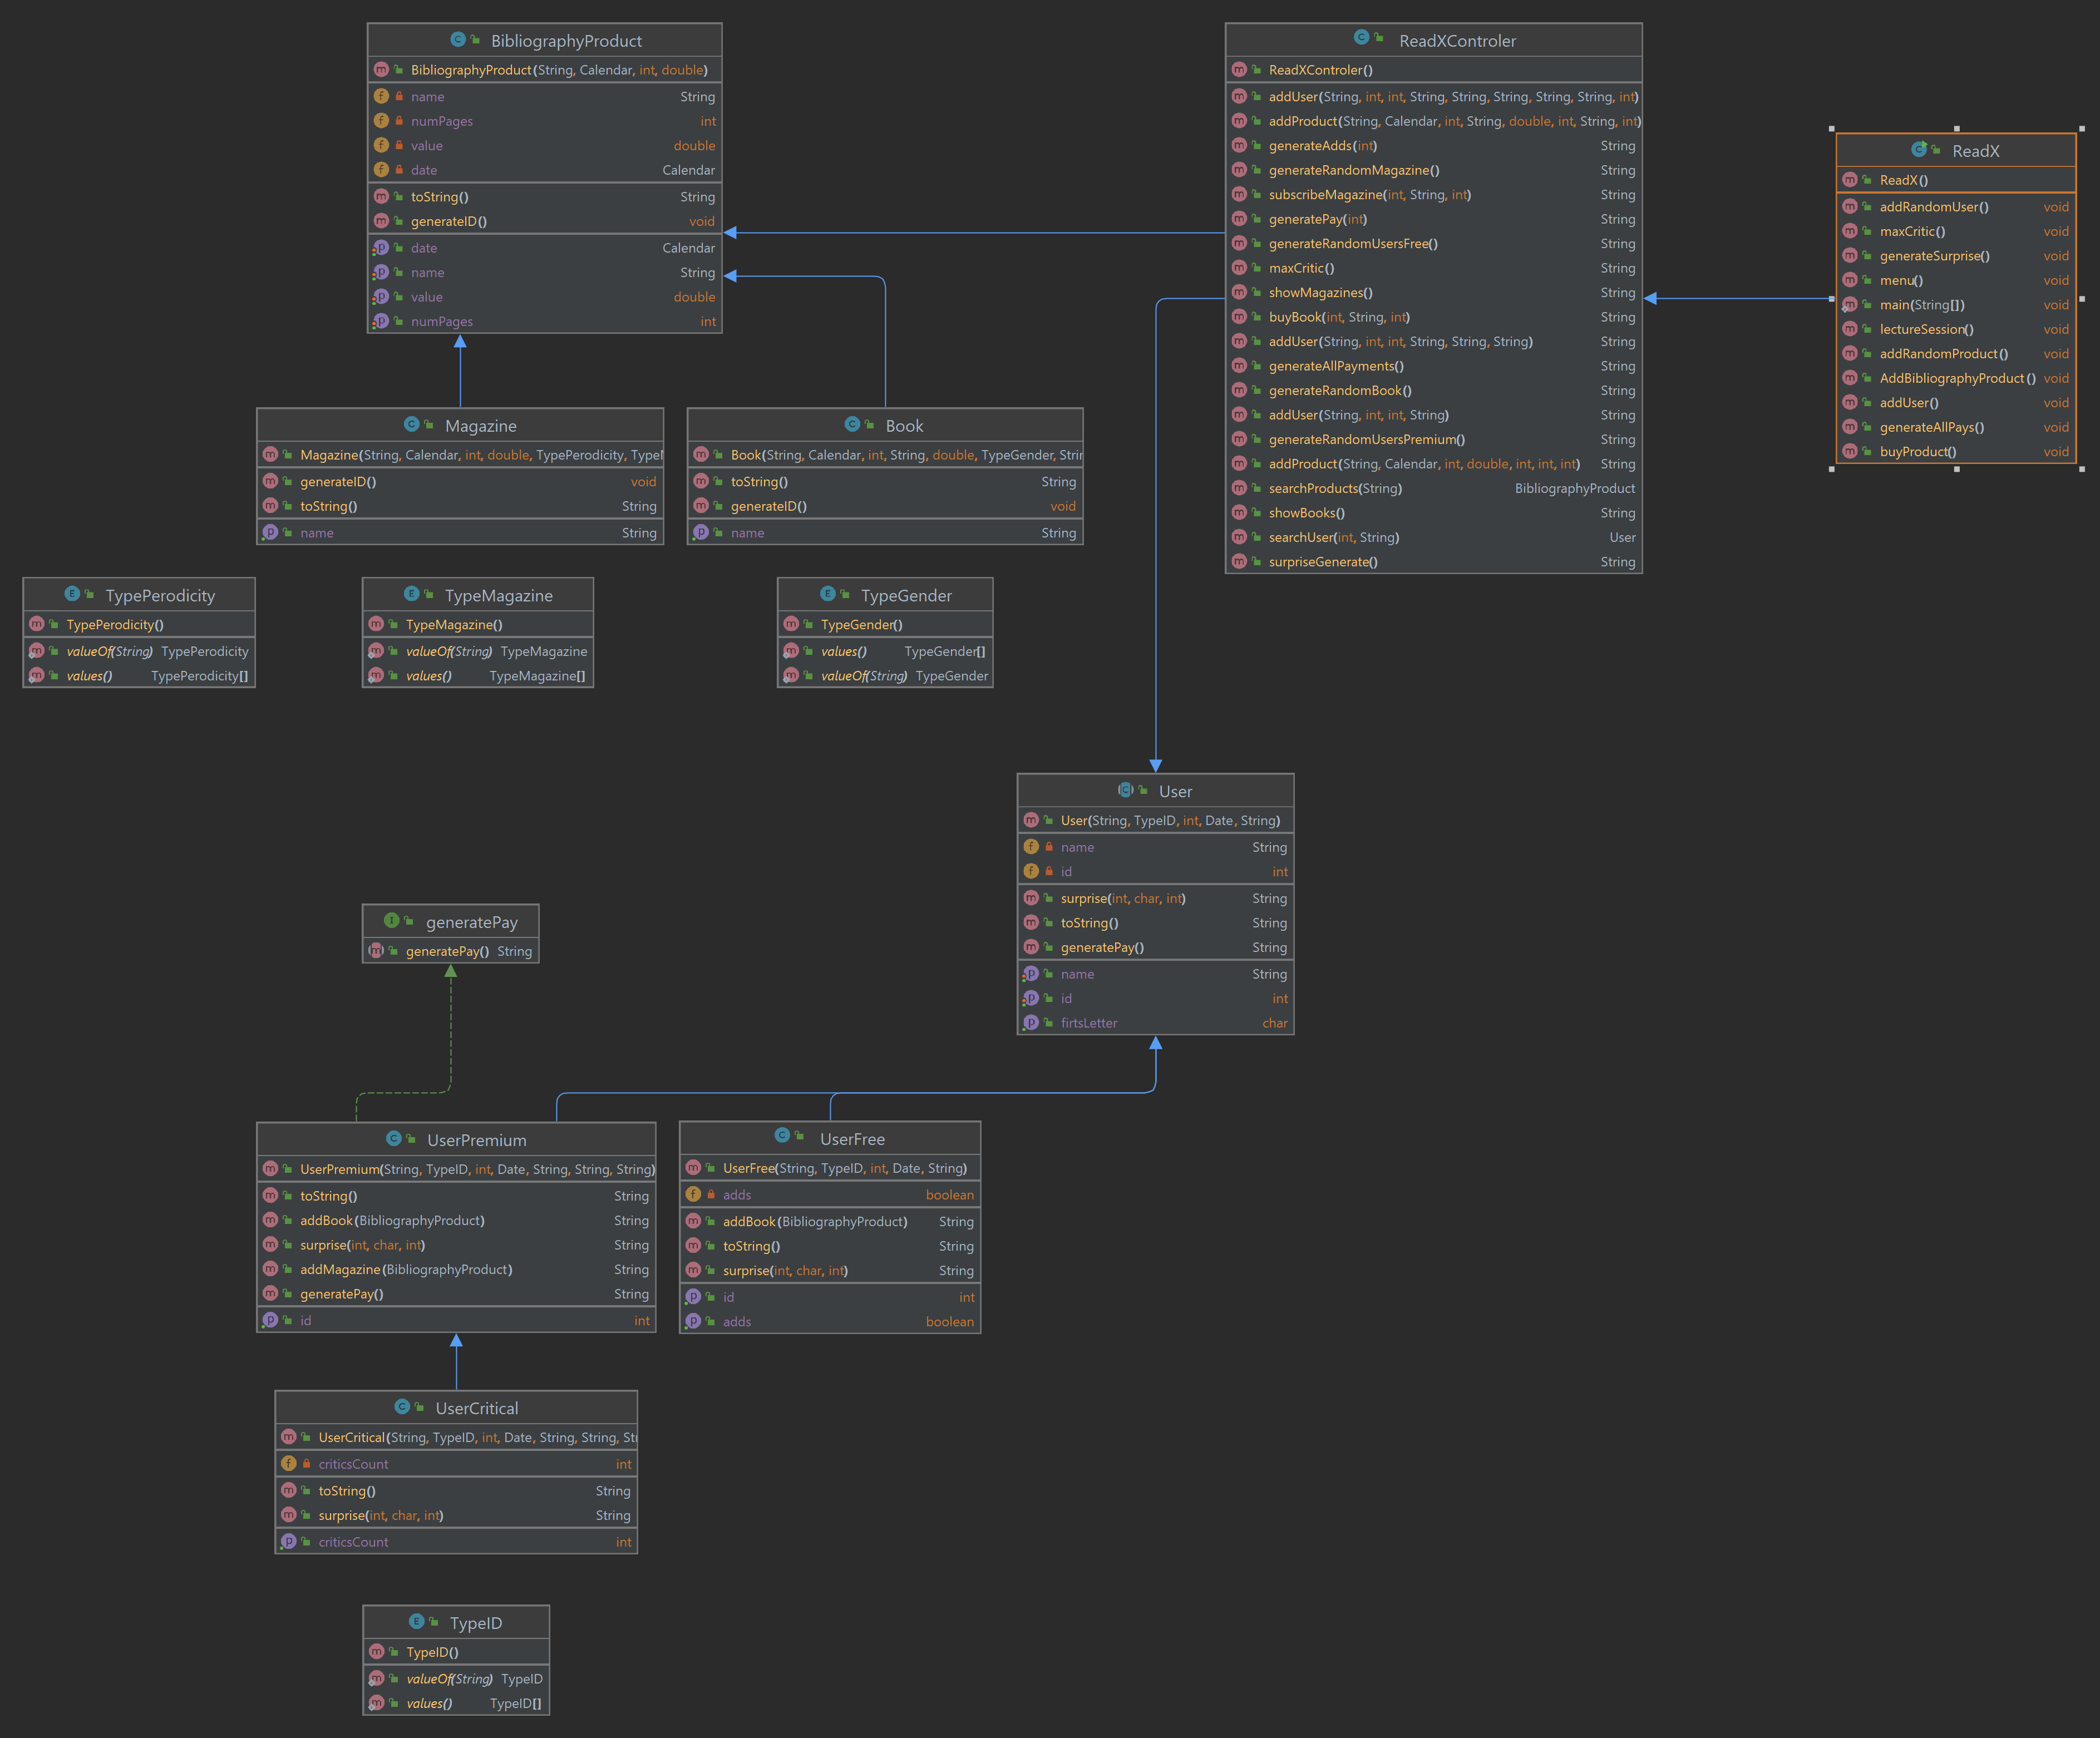 BibliographyProduct
BibliographyProduct(String, Calendar, int, double)
name String
numPages int
value double
date Calendar
toString() String
generateID() void
date Calendar
name String
value double
numPages int
ReadXControler
ReadXControler()
addUser(String, int, int, String, String, String, String, String, int)
addProduct(String, Calendar, int, String, double, int, String, int)
generateAdds(int) String
generateRandomMagazine() String
subscribeMagazine(int, String, int) String
generatePay(int) String
generateRandomUsersFree() String
maxCritic() String
showMagazines() String
buyBook(int, String, int) String
addUser(String, int, int, String, String, String) String
generateAllPayments() String
generateRandomBook() String
addUser(String, int, int, String) String
generateRandomUsersPremium() String
addProduct(String, Calendar, int, double, int, int, int) String
searchProducts(String) BibliographyProduct
showBooks() String
searchUser(int, String) User
surpriseGenerate() String
ReadX
ReadX()
addRandomUser() void
maxCritic() void
generateSurprise() void
menu() void
main(String[]) void
lectureSession() void
addRandomProduct() void
AddBibliographyProduct() void
addUser() void
generateAllPays() void
buyProduct() void
Magazine
Magazine(String, Calendar, int, double, TypePerodicity, TypeM
generateID() void
toString() String
name String
Book
Book(String, Calendar, int, String, double, TypeGender, Strin
toString() String
generateID() void
name String
TypePerodicity
TypePerodicity()
valueOf(String) TypePerodicity
values() TypePerodicity[]
TypeMagazine
TypeMagazine()
valueOf(String) TypeMagazine
values() TypeMagazine[]
TypeGender
TypeGender()
values() TypeGender[]
valueOf(String) TypeGender
User
User(String, TypeID, int, Date, String)
name String
id int
surprise(int, char, int) String
toString() String
generatePay() String
name String
id int
firtsLetter char
generatePay
generatePay() String
UserPremium
UserPremium(String, TypeID, int, Date, String, String, String)
toString() String
addBook(BibliographyProduct) String
surprise(int, char, int) String
addMagazine(BibliographyProduct) String
generatePay() String
id int
UserFree
UserFree(String, TypeID, int, Date, String)
adds boolean
addBook(BibliographyProduct) String
toString() String
surprise(int, char, int) String
id int
adds boolean
UserCritical
UserCritical(String, TypeID, int, Date, String, String, Stri
criticsCount int
toString() String
surprise(int, char, int) String
criticsCount int
TypeID
TypeID()
valueOf(String) TypeID
values() TypeID[]